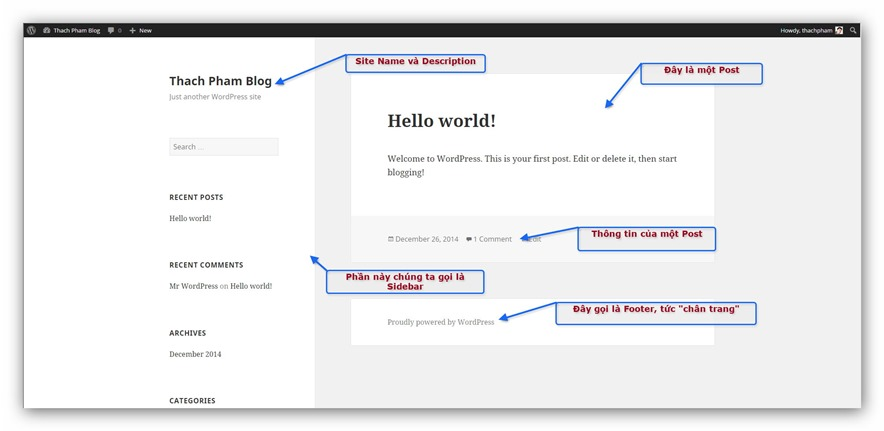 Thach Pham Blog 0 New Howdy, thachpham
Site Name và Description
Đây là một Post
Thach Pham Blog
Just another WordPress site
Hello world!
Search ...
Welcome to WordPress. This is your first post. Edit or delete it, then start
blogging!
RECENT POSTS
Hello world!
December 26, 2014 1 Comment Edit
Thông tin của một Post
RECENT COMMENTS
Mr WordPress on Hello world!
Phần này chúng ta gọi là
Sidebar
Đây gọi là Footer, tức "chân trang"
Proudly powered by WordPress
ARCHIVES
December 2014
CATEGORIES